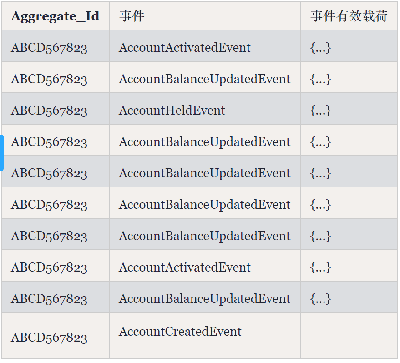 Aggregate_Id 事件 事件有效载荷
ABCD567823 AccountActivatedEvent {...}
ABCD567823 AccountBalanceUpdatedEvent {...}
ABCD567823 AccountHeldEvent {...}
ABCD567823 AccountBalanceUpdatedEvent {...}
ABCD567823 AccountBalanceUpdatedEvent {...}
ABCD567823 AccountBalanceUpdatedEvent {...}
ABCD567823 AccountBalanceUpdatedEvent {...}
ABCD567823 AccountActivatedEvent {...}
ABCD567823 AccountBalanceUpdatedEvent {...}
ABCD567823 AccountCreatedEvent